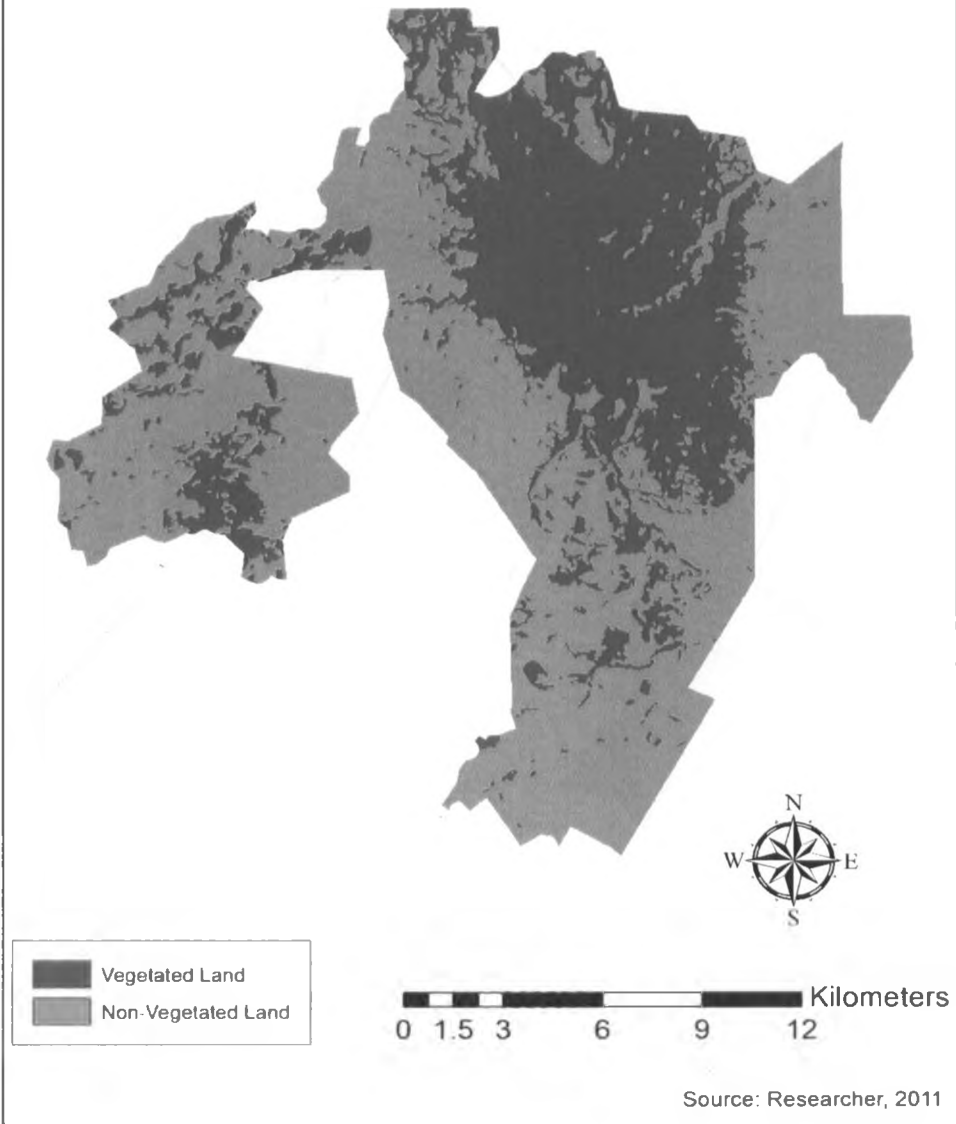 N
W E
S
Vegetated Land
Non-Vegetated Land
Kilometers
0 1.5 3 6 9 12
Source: Researcher, 2011